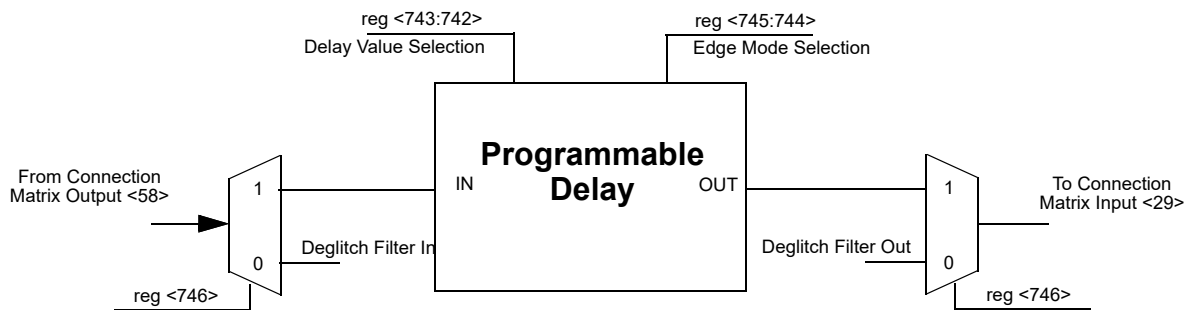 reg <743:742>
Delay Value Selection
reg <745:744>
Edge Mode Selection
Programmable
Delay
IN
OUT
From Connection
Matrix Output <58>
1
0
Deglitch Filter In
reg <746>
To Connection
Matrix Input <29>
1
0
Deglitch Filter Out
reg <746>